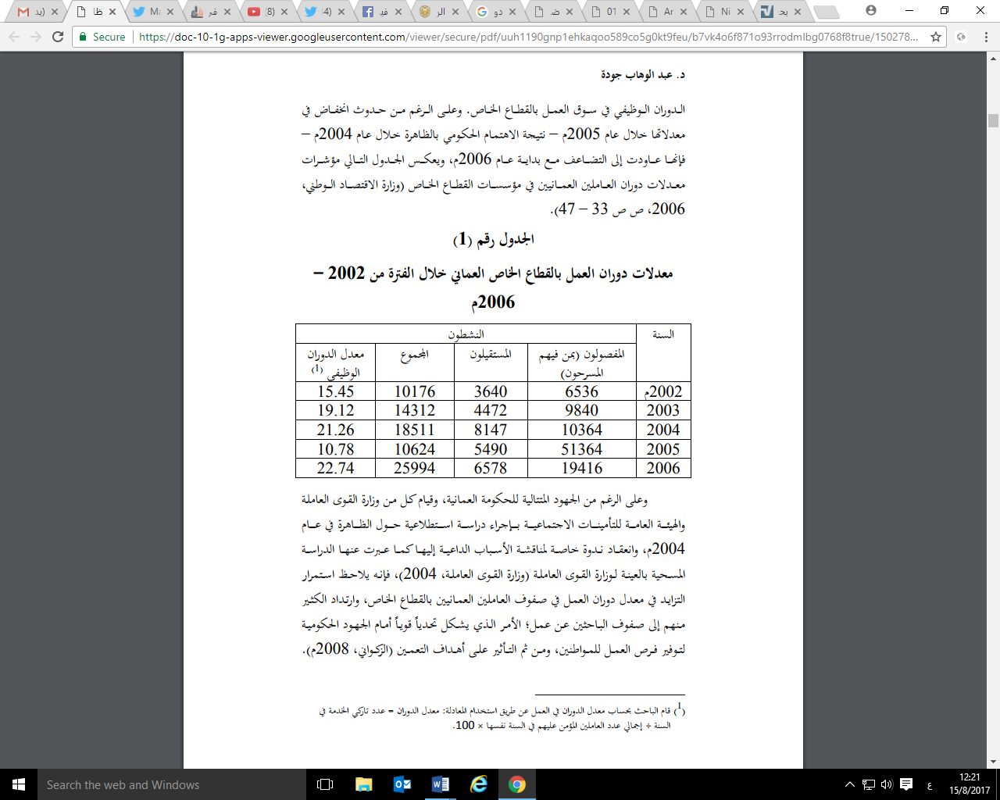 (بد
ظا
Ma
في
(8)
(4)
في
الر
دو
ض
01
Ar
Ni
بحـ
Secure
https://doc-10-1g-apps-viewer.googleusercontent.com/viewer/secure/pdf/uuh1190gnp1ehkaqoo589co5g0kt9feu/b7vk4o6f871o93rrodmlbg0768f8true/150278...
د. عبد الوهاب جودة
الدوران الوظيفي في سوق العمل بالقطاع الخاص. وعلى الرغم من حدوث انخفاض في
معدلاتها خلال عام 2005م – نتيجة الاهتمام الحكومي بالظاهرة خلال عام 2004م –
فإنها عاودت إلى التضاعف مع بداية عام 2006م، ويعكس الجدول التالي مؤشرات
معدلات دوران العاملين العمانيين في مؤسسات القطاع الخاص (وزارة الاقتصاد الوطني،
2006، ص ص 33 – 47).
الجدول رقم (1)
معدلات دوران العمل بالقطاع الخاص العماني خلال الفترة من 2002 –
2006م
السنة النشطون
المفصولون (بمن فيهم المسرحون) المستقيلون المجموع معدل الدوران الوظيفي (1)
2002م 6536 3640 10176 15.45
2003 9840 4472 14312 19.12
2004 10364 8147 18511 21.26
2005 51364 5490 10624 10.78
2006 19416 6578 25994 22.74
وعلى الرغم من الجهود المتتالية للحكومة العمانية، وقيام كل من وزارة القوى العاملة
والهيئة العامة للتأمينات الاجتماعية بإجراء دراسة استطلاعية حول الظاهرة في عام
2004م، وانعقاد ندوة خاصة لمناقشة الأسباب الداعية إليها كما عبرت عنها الدراسة
المسحية بالعينة لوزارة القوى العاملة (وزارة القوى العاملة، 2004)، فإنه يلاحظ استمرار
التزايد في معدل دوران العمل في صفوف العاملين العمانيين بالقطاع الخاص، وارتداد الكثير
منهم إلى صفوف الباحثين عن عمل؛ الأمر الذي يشكل تحدياً قوياً أمام الجهود الحكومية
لتوفير فرص العمل للمواطنين، ومن ثم التأثير على أهداف التعمين (الزكواني، 2008م).
(1) قام الباحث بحساب معدل الدوران في العمل عن طريق استخدام المعادلة: معدل الدوران = عدد تاركي الخدمة في
السنة ÷ إجمالي عدد العاملين المؤمن عليهم في السنة نفسها × 100.
Search the web and Windows
ع
12:21
15/8/2017